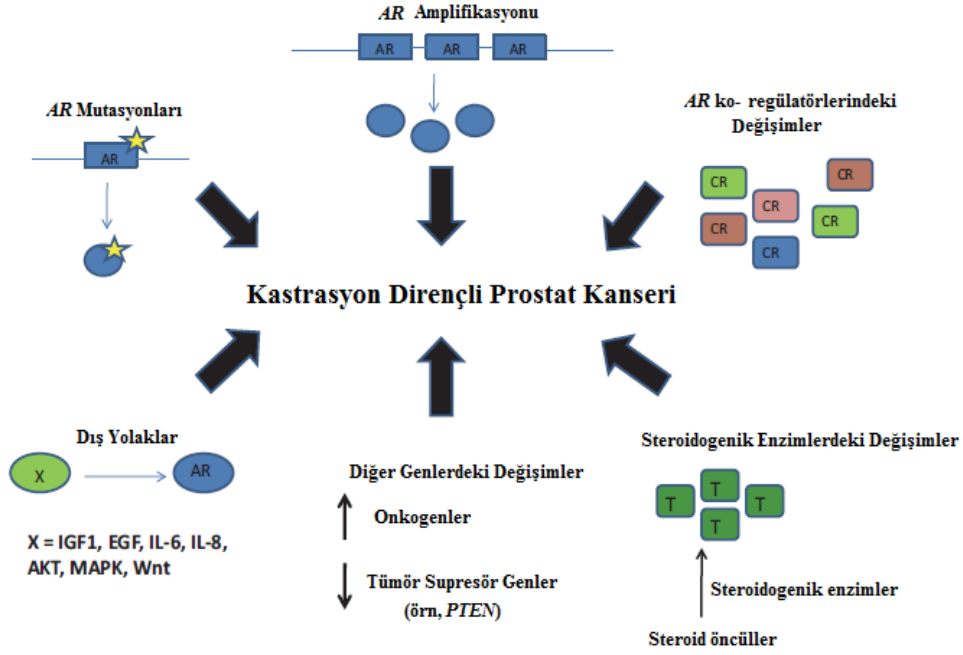 AR Amplifikasyonu
AR AR AR
AR Mutasyonları
AR
AR ko- regülatörlerindeki
Değişimler
CR
CR
CR
CR
CR
CR
Kastrasyon Dirençli Prostat Kanseri
Dış Yolaklar
X
AR
X = IGF1, EGF, IL-6, IL-8,
AKT, MAPK, Wnt
Diğer Genlerdeki Değişimler
Onkogenler
Tümör Supresör Genler
(örn, PTEN)
Steroidogenik Enzimlerdeki Değişimler
T
T
T
T
Steroidogenik enzimler
Steroid öncüller